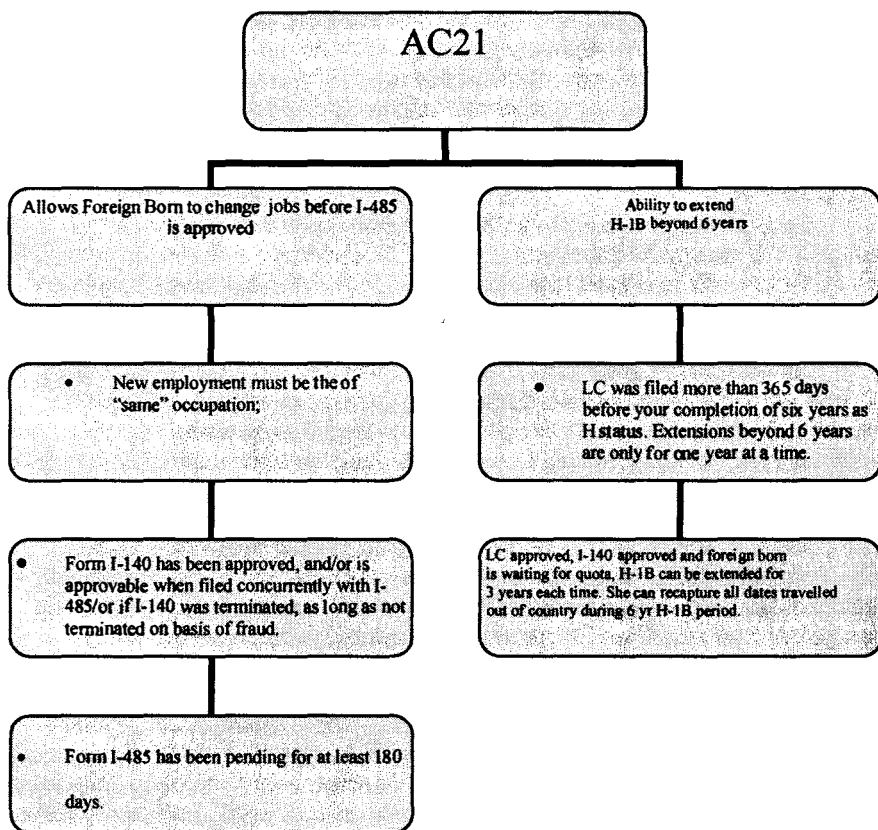 AC21
Allows Foreign Born to change jobs before I-485
is approved
• New employment must be the of
"same" occupation;
• Form I-140 has been approved, and/or is
approvable when filed concurrently with I-
485/or if I-140 was terminated, as long as not
terminated on basis of fraud.
• Form I-485 has been pending for at least 180
days.
Ability to extend
H-1B beyond 6 years
• LC was filed more than 365 days
before your completion of six years as
H status. Extensions beyond 6 years
are only for one year at a time.
LC approved, I-140 approved and foreign born
is waiting for quota, H-1B can be extended for
3 years each time. She can recapture all dates travelled
out of country during 6 yr H-1B period.